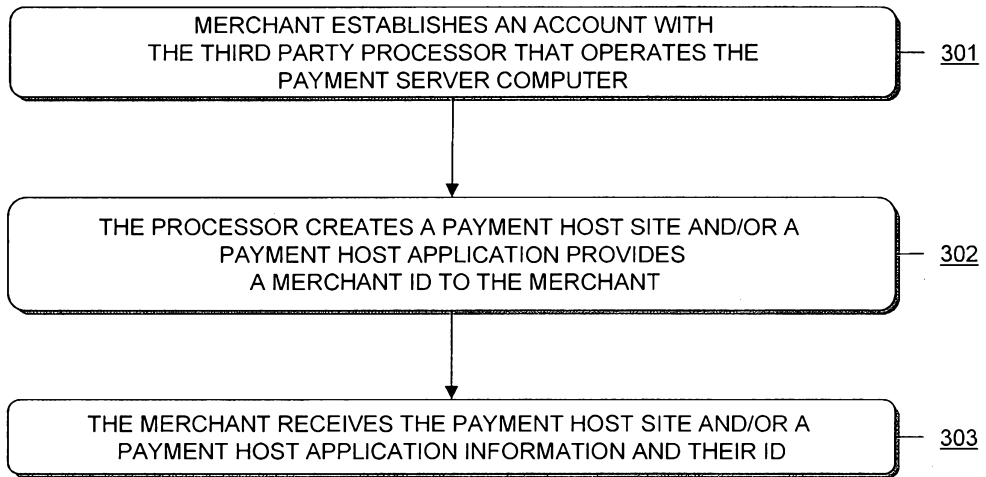 MERCHANT ESTABLISHES AN ACCOUNT WITH
THE THIRD PARTY PROCESSOR THAT OPERATES THE
PAYMENT SERVER COMPUTER
301
THE PROCESSOR CREATES A PAYMENT HOST SITE AND/OR A
PAYMENT HOST APPLICATION PROVIDES
A MERCHANT ID TO THE MERCHANT
302
THE MERCHANT RECEIVES THE PAYMENT HOST SITE AND/OR A
PAYMENT HOST APPLICATION INFORMATION AND THEIR ID
303